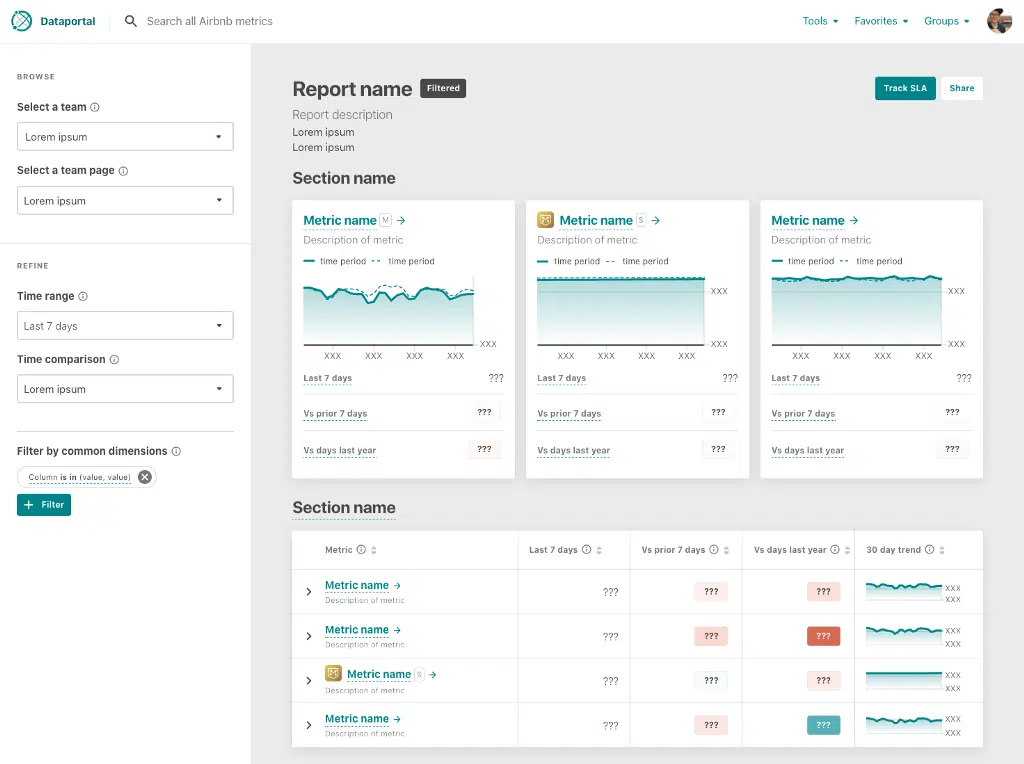 Dataportal
Search all Airbnb metrics
Tools
Favorites
Groups
BROWSE
Select a team
Lorem ipsum
Select a team page
Lorem ipsum
REFINE
Time range
Last 7 days
Time comparison
Lorem ipsum
Filter by common dimensions
Column is in (value, value)
+ Filter
Report name
Filtered
Track SLA
Share
Report description
Lorem ipsum
Lorem ipsum
Section name
Metric name M →
Description of metric
time period time period
XXX
XXX XXX XXX XXX
Last 7 days ???
Vs prior 7 days ???
Vs days last year ???
Metric name S →
Description of metric
time period time period
XXX
XXX
XXX XXX XXX XXX
Last 7 days ???
Vs prior 7 days ???
Vs days last year ???
Metric name →
Description of metric
time period time period
XXX
XXX
XXX XXX XXX XXX
Last 7 days ???
Vs prior 7 days ???
Vs days last year ???
Section name
Metric Last 7 days Vs prior 7 days Vs days last year 30 day trend
Metric name → ??? ??? ??? XXX
Description of metric XXX
Metric name → ??? ??? ??? XXX
Description of metric XXX
Metric name S → ??? ??? ??? XXX
Description of metric XXX
Metric name → ??? ??? ??? XXX
Description of metric XXX